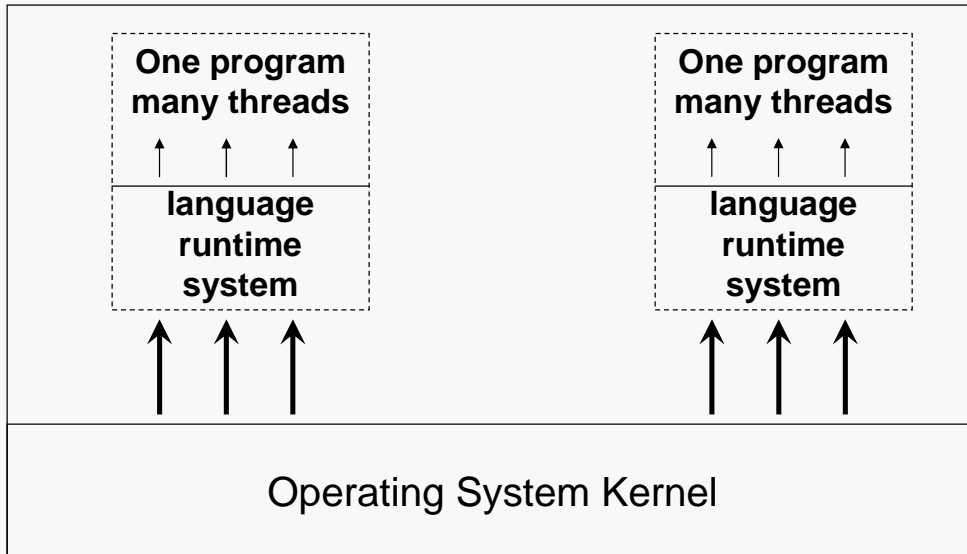 One program
many threads
language
runtime
system
One program
many threads
language
runtime
system
Operating System Kernel